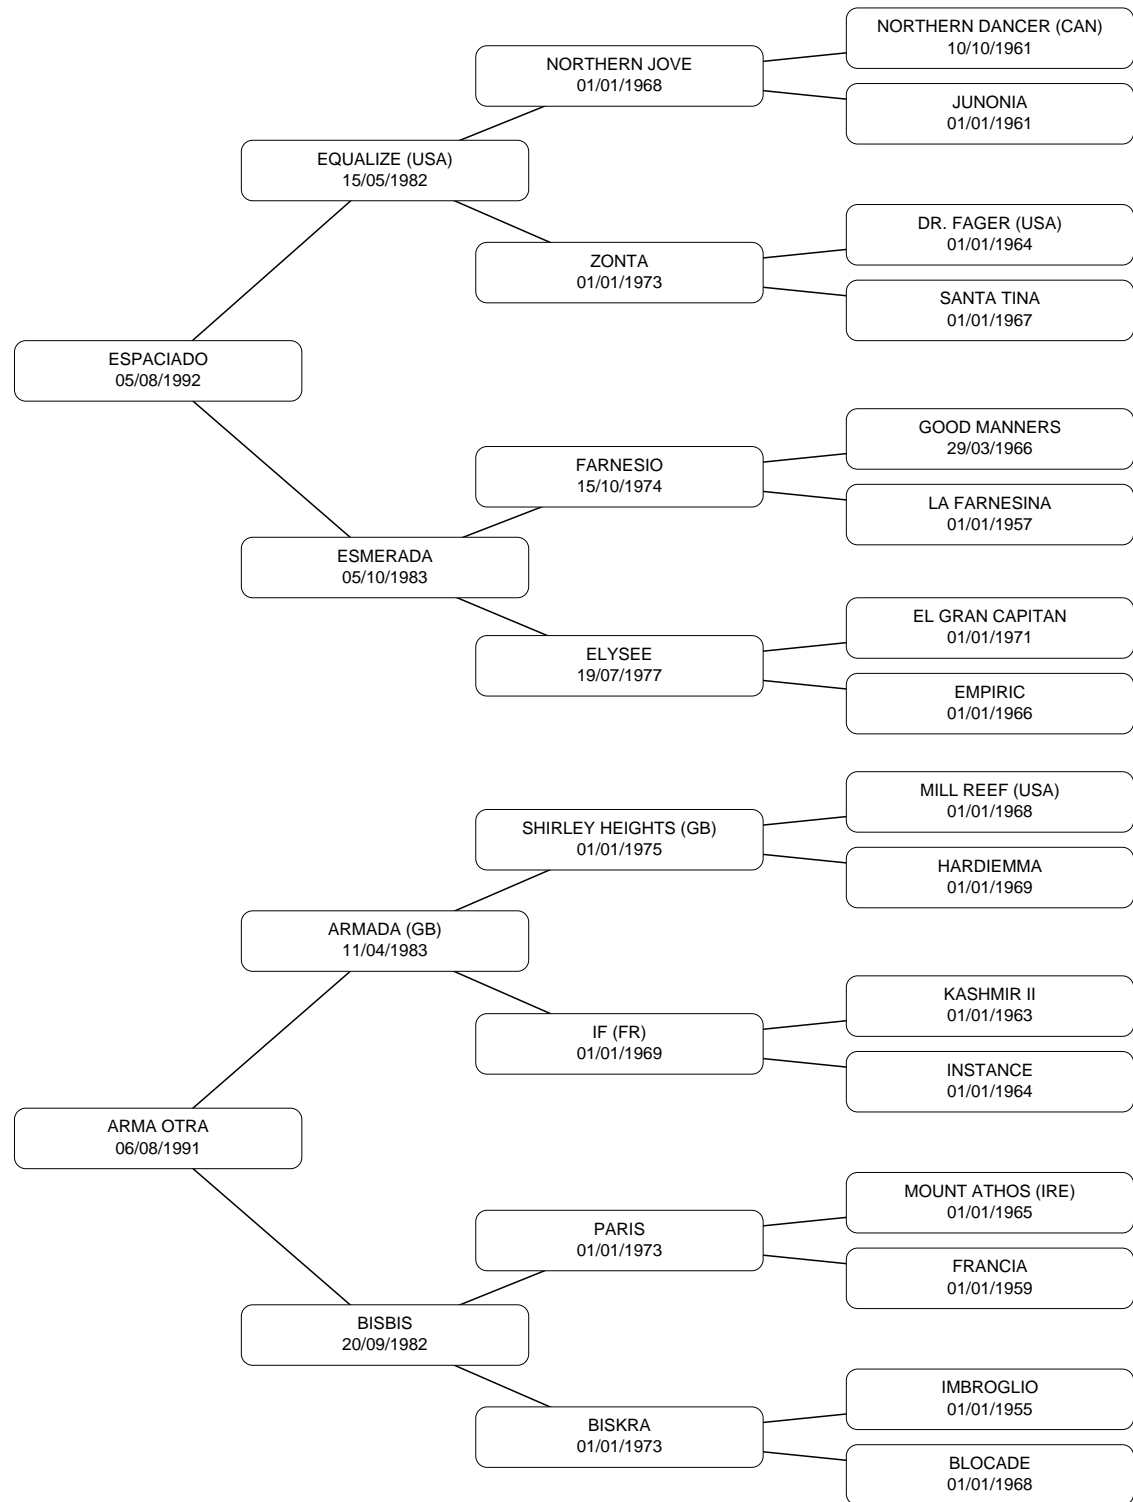 NORTHERN DANCER (CAN)
10/10/1961
NORTHERN JOVE
01/01/1968
JUNONIA
01/01/1961
EQUALIZE (USA)
15/05/1982
DR. FAGER (USA)
01/01/1964
ZONTA
01/01/1973
SANTA TINA
01/01/1967
ESPACIADO
05/08/1992
GOOD MANNERS
29/03/1966
FARNESIO
15/10/1974
LA FARNESINA
01/01/1957
ESMERADA
05/10/1983
EL GRAN CAPITAN
01/01/1971
ELYSEE
19/07/1977
EMPIRIC
01/01/1966
MILL REEF (USA)
01/01/1968
SHIRLEY HEIGHTS (GB)
01/01/1975
HARDIEMMA
01/01/1969
ARMADA (GB)
11/04/1983
KASHMIR II
01/01/1963
IF (FR)
01/01/1969
INSTANCE
01/01/1964
ARMA OTRA
06/08/1991
MOUNT ATHOS (IRE)
01/01/1965
PARIS
01/01/1973
FRANCIA
01/01/1959
BISBIS
20/09/1982
IMBROGLIO
01/01/1955
BISKRA
01/01/1973
BLOCADE
01/01/1968